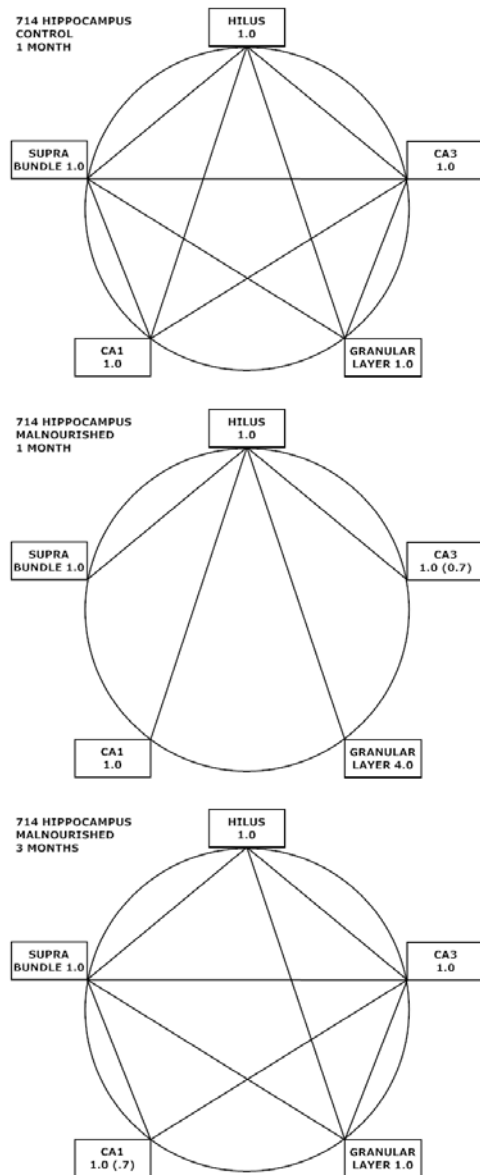 714 HIPPOCAMPUS
CONTROL
1 MONTH
HILUS
1.0
SUPRA
BUNDLE 1.0
CA3
1.0
CA1
1.0
GRANULAR
LAYER 1.0
714 HIPPOCAMPUS
MALNOURISHED
1 MONTH
HILUS
1.0
SUPRA
BUNDLE 1.0
CA3
1.0 (0.7)
CA1
1.0
GRANULAR
LAYER 4.0
714 HIPPOCAMPUS
MALNOURISHED
3 MONTHS
HILUS
1.0
SUPRA
BUNDLE 1.0
CA3
1.0
CA1
1.0 (.7)
GRANULAR
LAYER 1.0